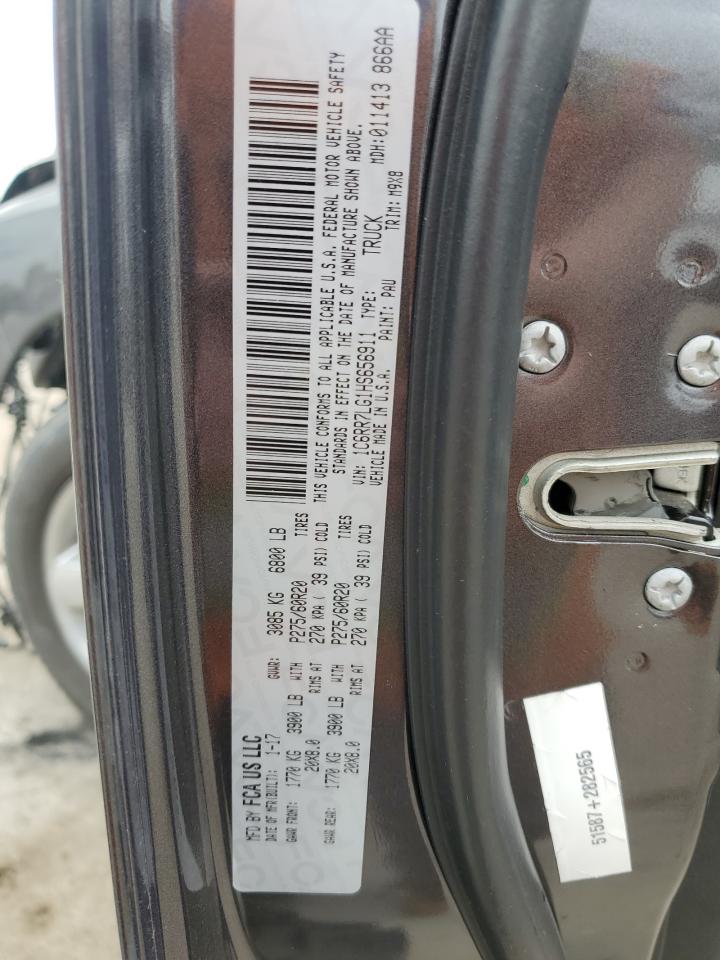 MFD BY FCA US LLC
DATE OF MFR(BUILT): 1-17 GVWR: 3085 KG 6800 LB
GAWR FRONT: 1770 KG 3900 LB WITH P275/60R20 TIRES
20X8.0 RIMS AT 270 KPA ( 39 PSI) COLD
GAWR REAR: 1770 KG 3900 LB WITH P275/60R20 TIRES
20X8.0 RIMS AT 270 KPA ( 39 PSI) COLD
THIS VEHICLE CONFORMS TO ALL APPLICABLE U.S.A. FEDERAL MOTOR VEHICLE SAFETY
STANDARDS IN EFFECT ON THE DATE OF MANUFACTURE SHOWN ABOVE.
VIN: 1C6RR7LG1HS656911 TYPE: TRUCK MDH:011413 866AA
VEHICLE MADE IN U.S.A. PAINT: PAU TRIM: M9X8
51587+282565